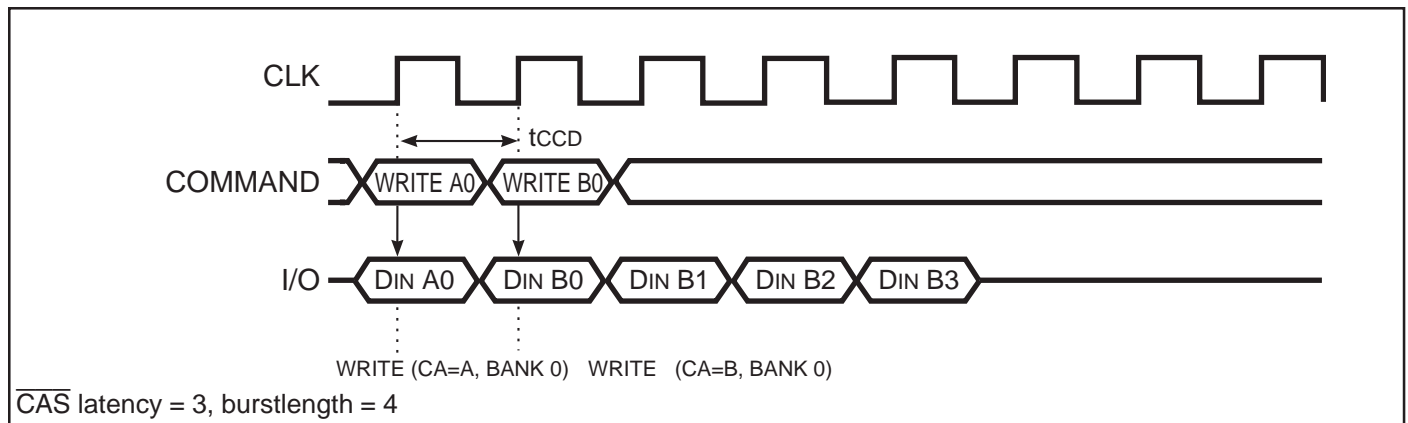 CLK
tCCD
COMMAND WRITE A0 WRITE B0
I/O DIN A0 DIN B0 DIN B1 DIN B2 DIN B3
WRITE (CA=A, BANK 0) WRITE (CA=B, BANK 0)
CAS latency = 3, burstlength = 4